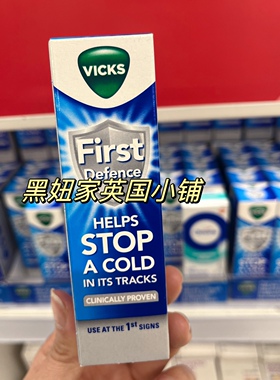 VICKS
First
Defence
黑妞家英国小铺
HELPS
STOP
A COLD
IN ITS TRACKS
CLINICALLY PROVEN
USE AT THE 1st SIGNS